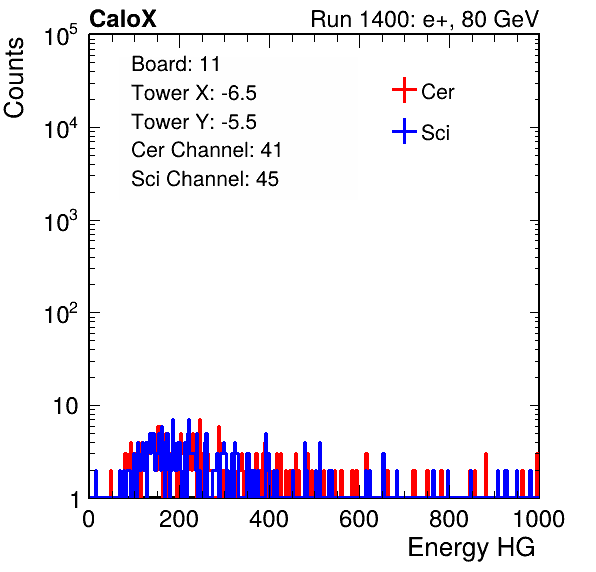 CaloX Run 1400: e+, 80 GeV
Counts
Board: 11
Tower X: -6.5
Tower Y: -5.5
Cer Channel: 41
Sci Channel: 45
Cer
Sci
10^5
10^4
10^3
10^2
10
1
0 200 400 600 800 1000
Energy HG